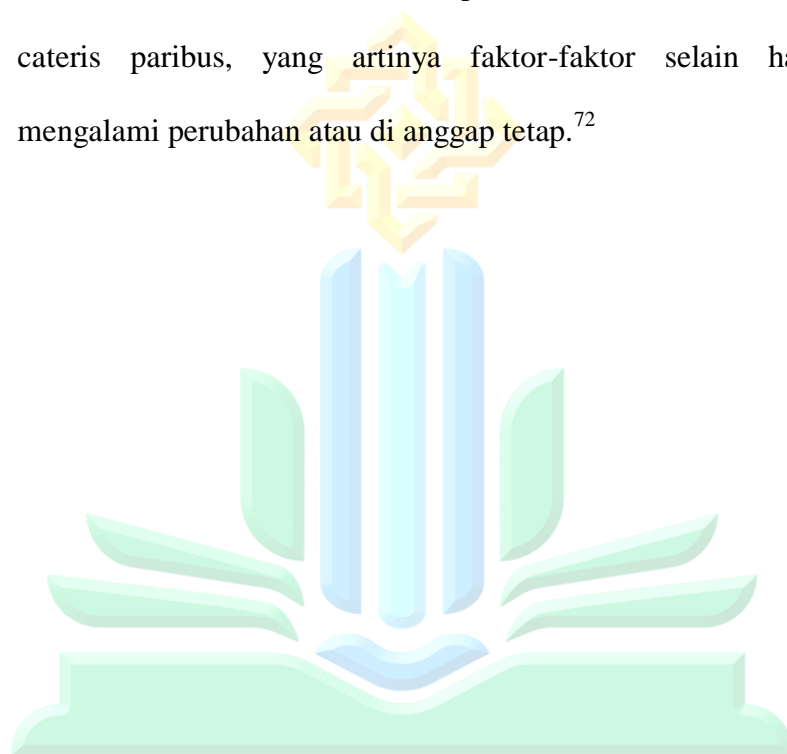 cateris paribus, yang artinya faktor-faktor selain
mengalami perubahan atau di anggap tetap.72